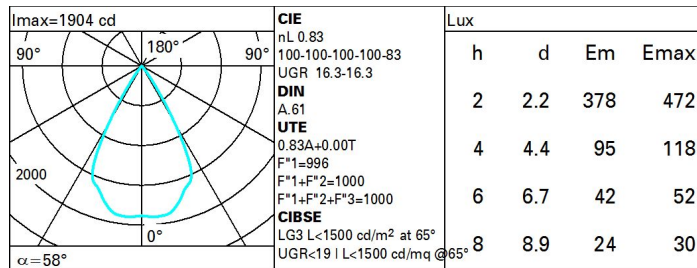 Imax=1904 cd
90° 180° 90°
2000
0°
α=58°
CIE
nL 0.83
100-100-100-100-83
UGR 16.3-16.3
DIN
A.61
UTE
0.83A+0.00T
F"1=996
F"1+F"2=1000
F"1+F"2+F"3=1000
CIBSE
LG3 L<1500 cd/m² at 65°
UGR<19 | L<1500 cd/mq @65°
Lux
h d Em Emax
2 2.2 378 472
4 4.4 95 118
6 6.7 42 52
8 8.9 24 30